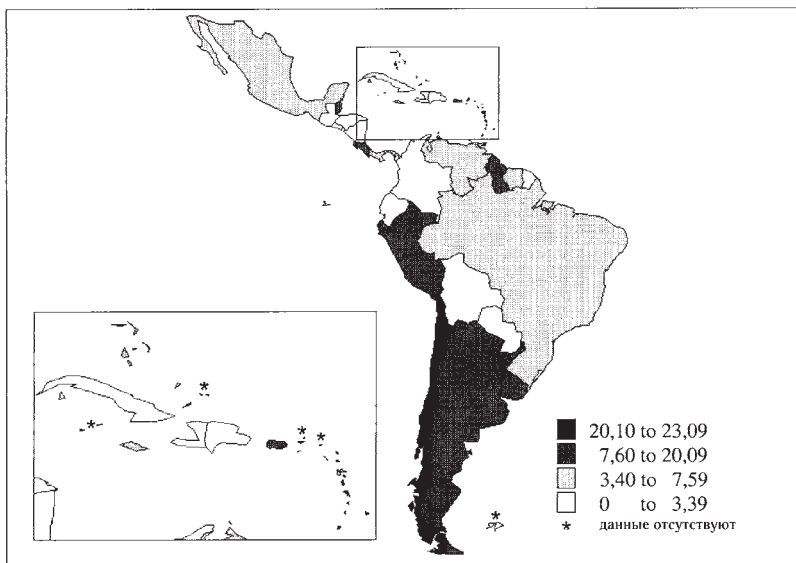 20,10 to 23,09
7,60 to 20,09
3,40 to 7,59
0 to 3,39
* данные отсутствуют